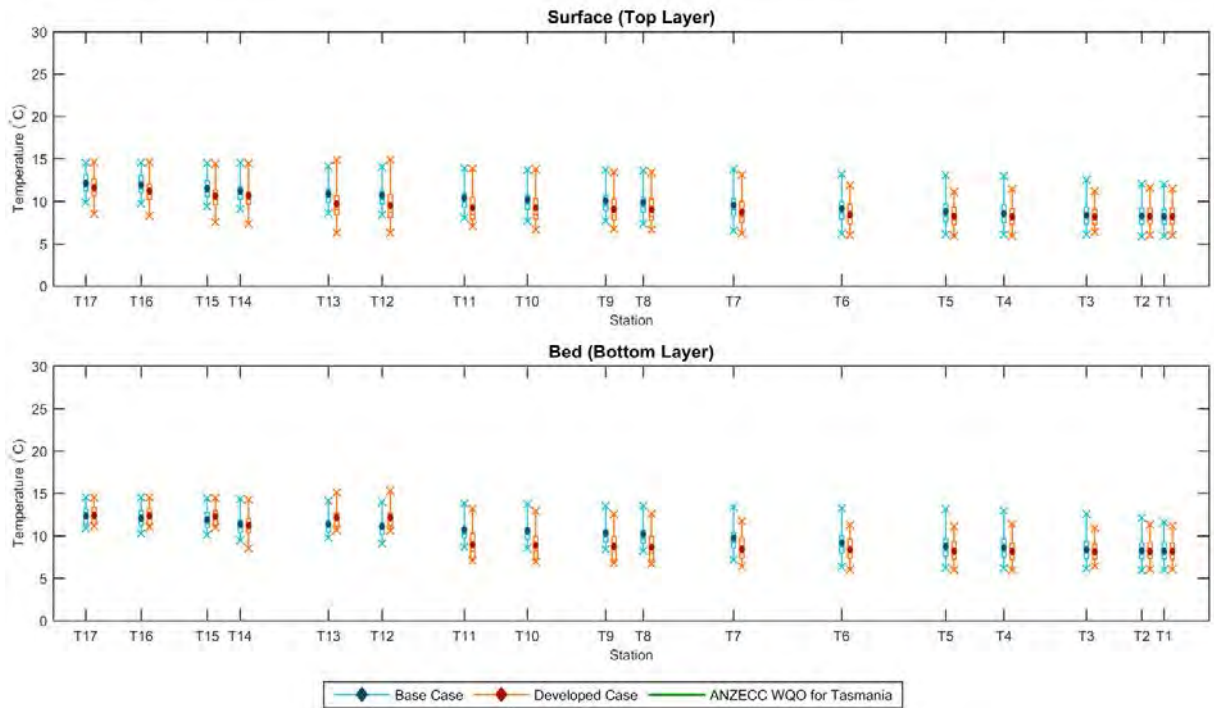 Surface (Top Layer)
30
25
20
15
10
5
0
Temperature (°C)
T17 T16 T15 T14 T13 T12 T11 T10 T9 T8 T7 T6 T5 T4 T3 T2 T1
Station
Bed (Bottom Layer)
30
25
20
15
10
5
0
Temperature (°C)
T17 T16 T15 T14 T13 T12 T11 T10 T9 T8 T7 T6 T5 T4 T3 T2 T1
Station
Base Case Developed Case ANZECC WQO for Tasmania